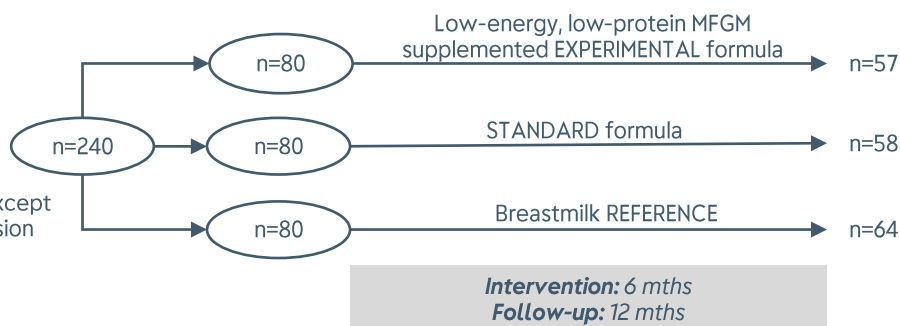 Low-energy, low-protein MFGM
supplemented EXPERIMENTAL formula
n=80
n=57
n=240
n=80
STANDARD formula
n=58
xcept
sion
n=80
Breastmilk REFERENCE
n=64
Intervention: 6 mths
Follow-up: 12 mths